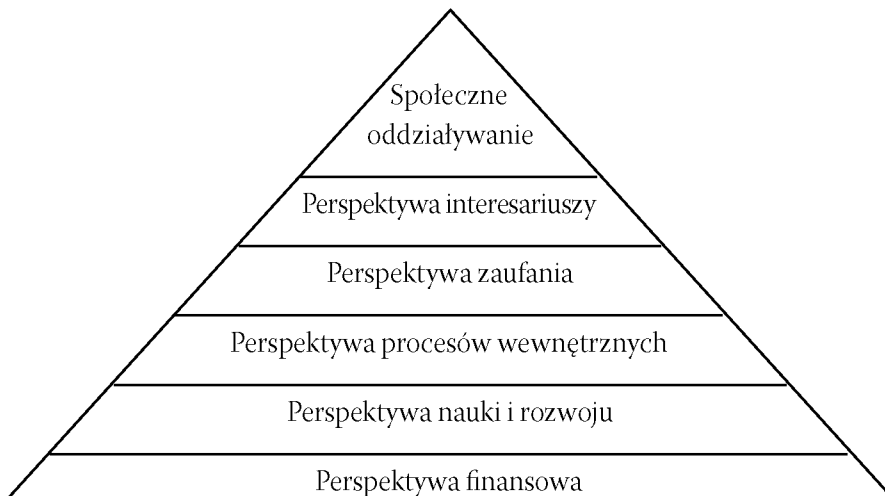 Społeczne
oddziaływanie
Perspektywa interesariuszy
Perspektywa zaufania
Perspektywa procesów wewnętrznych
Perspektywa nauki i rozwoju
Perspektywa finansowa